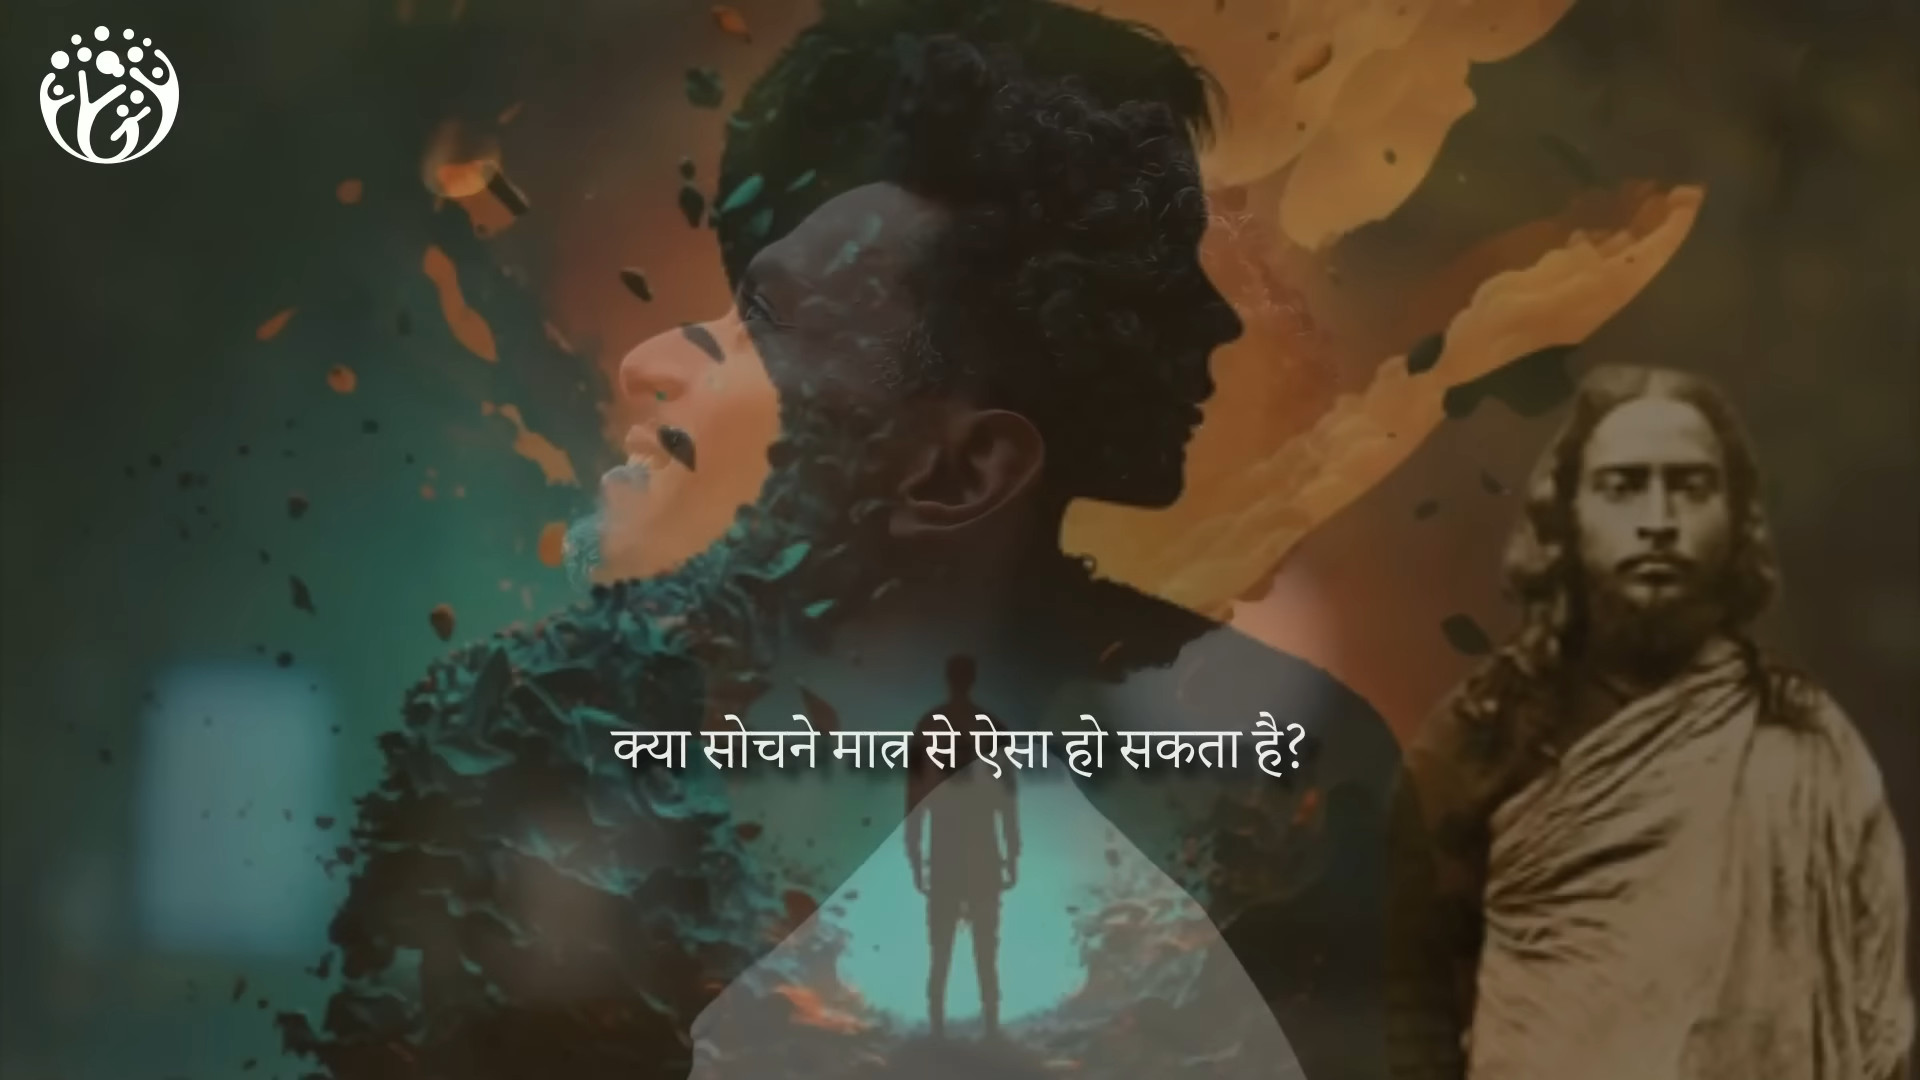 क्या सोचने मात्र से ऐसा हो सकता है?